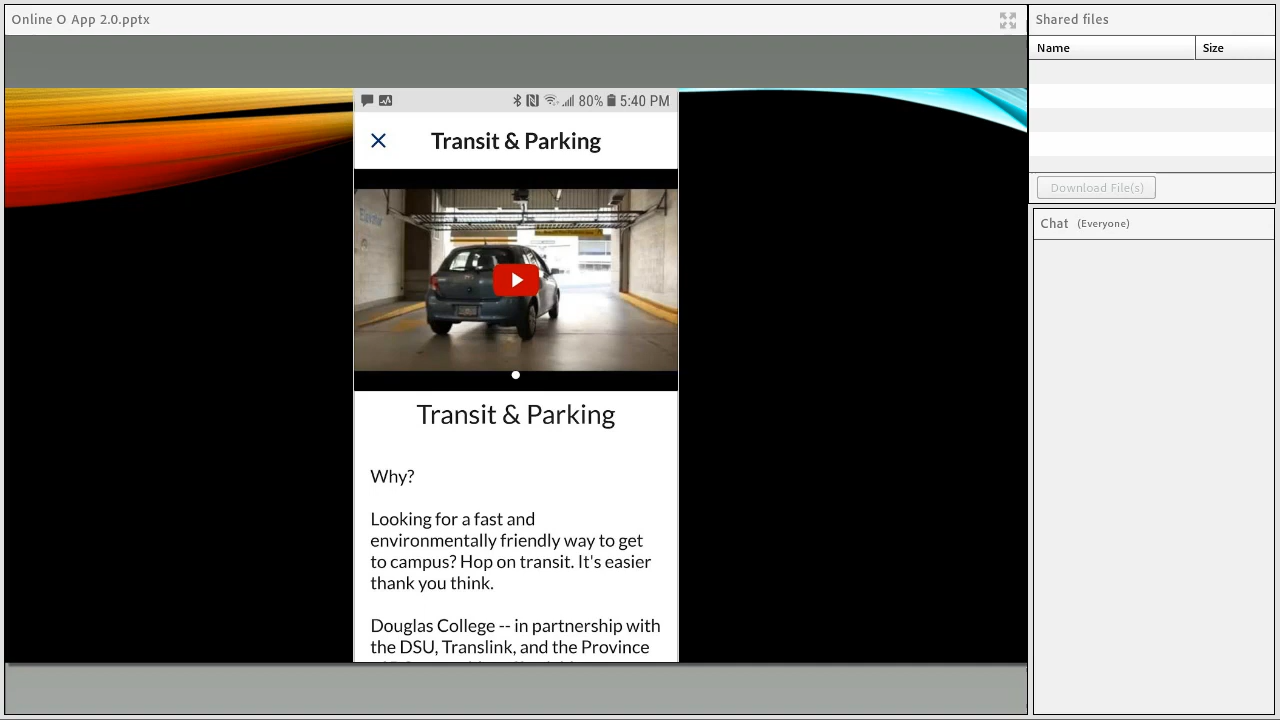 Online O App 2.0.pptx
Shared files
Name Size
Download File(s)
Chat (Everyone)
80% 5:40 PM
Transit & Parking
Transit & Parking
Why?
Looking for a fast and
environmentally friendly way to get
to campus? Hop on transit. It's easier
thank you think.
Douglas College -- in partnership with
the DSU, Translink, and the Province